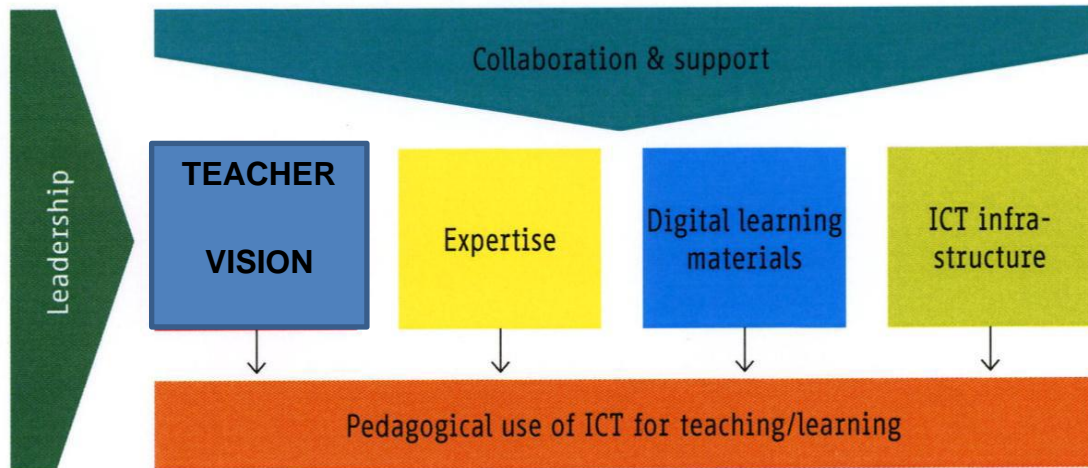 Collaboration & support
Leadership
TEACHER
VISION
Expertise
Digital learning
materials
ICT infra-
structure
Pedagogical use of ICT for teaching/learning